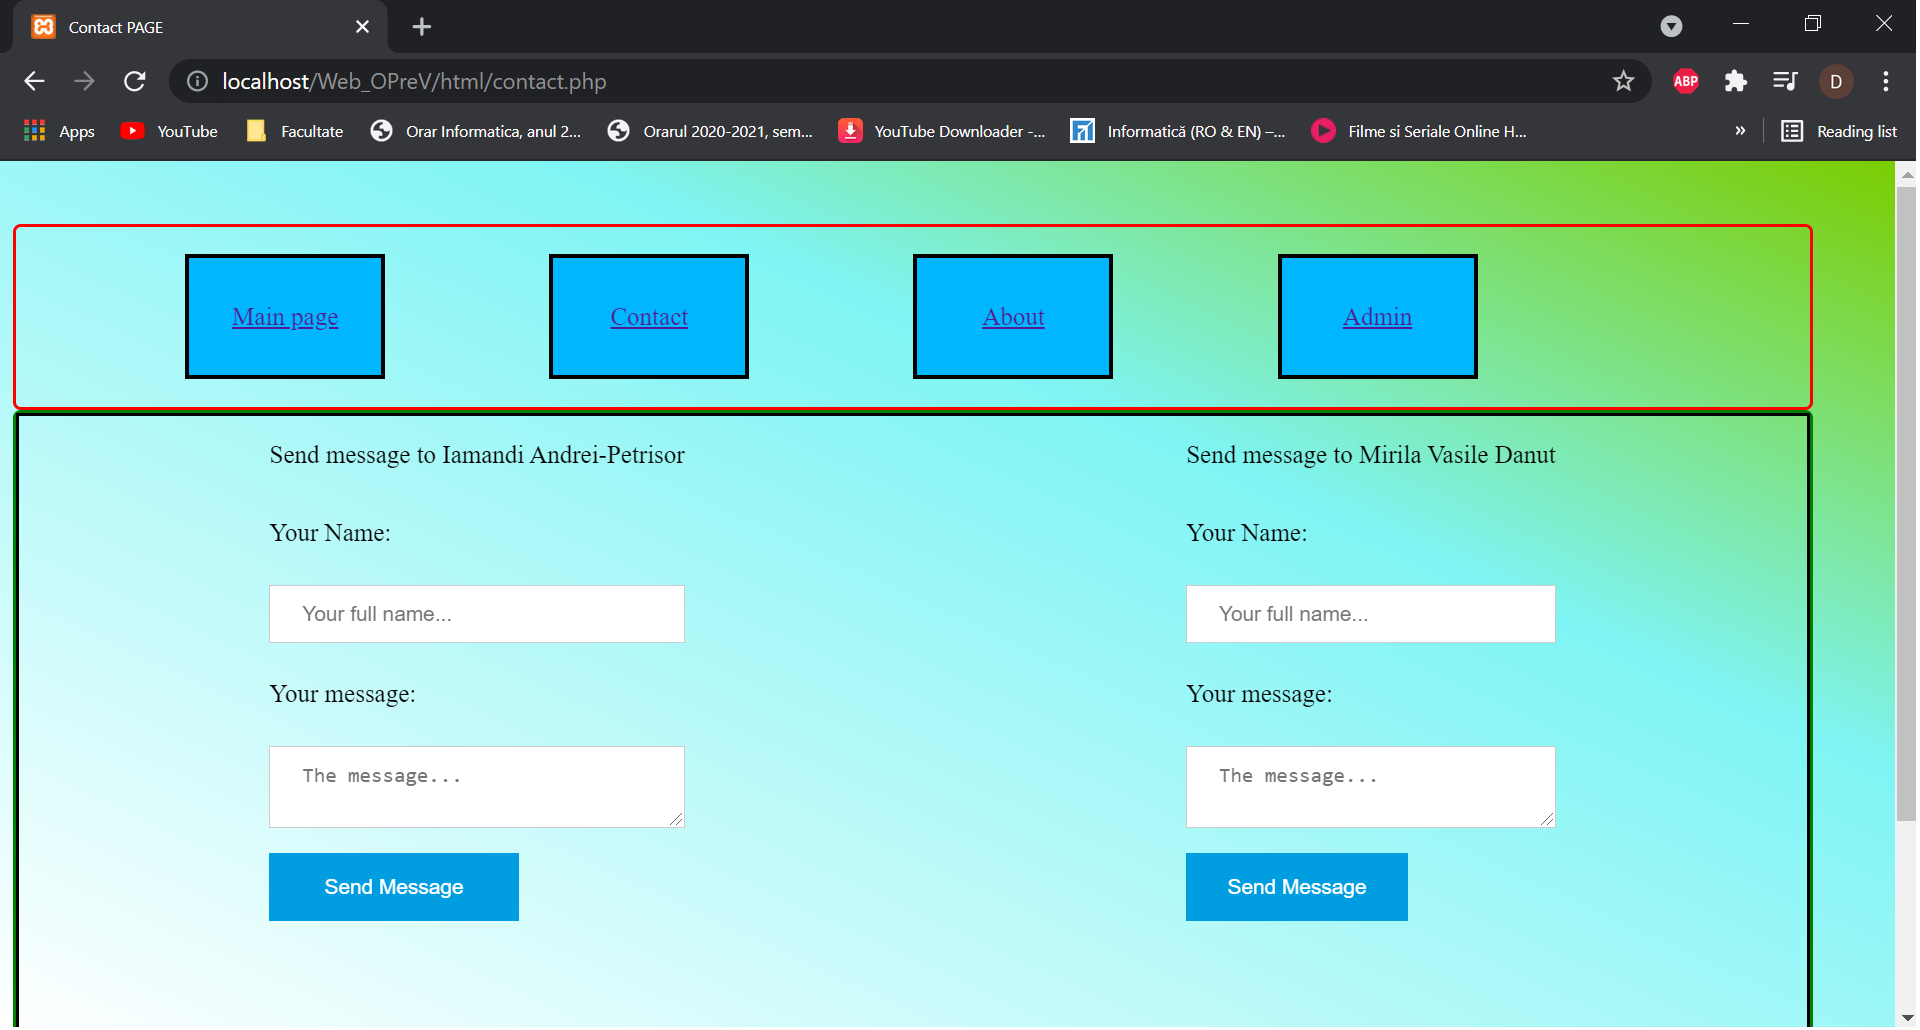 Contact PAGE
localhost/Web_OPreV/html/contact.php
ABP
D
Apps
YouTube
Facultate
Orar Informatica, anul 2...
Orarul 2020-2021, sem...
YouTube Downloader -...
Informatică (RO & EN) –...
Filme si Seriale Online H...
»
Reading list
Main page
Contact
About
Admin
Send message to Iamandi Andrei-Petrisor
Your Name:
Your full name...
Your message:
The message...
Send Message
Send message to Mirila Vasile Danut
Your Name:
Your full name...
Your message:
The message...
Send Message